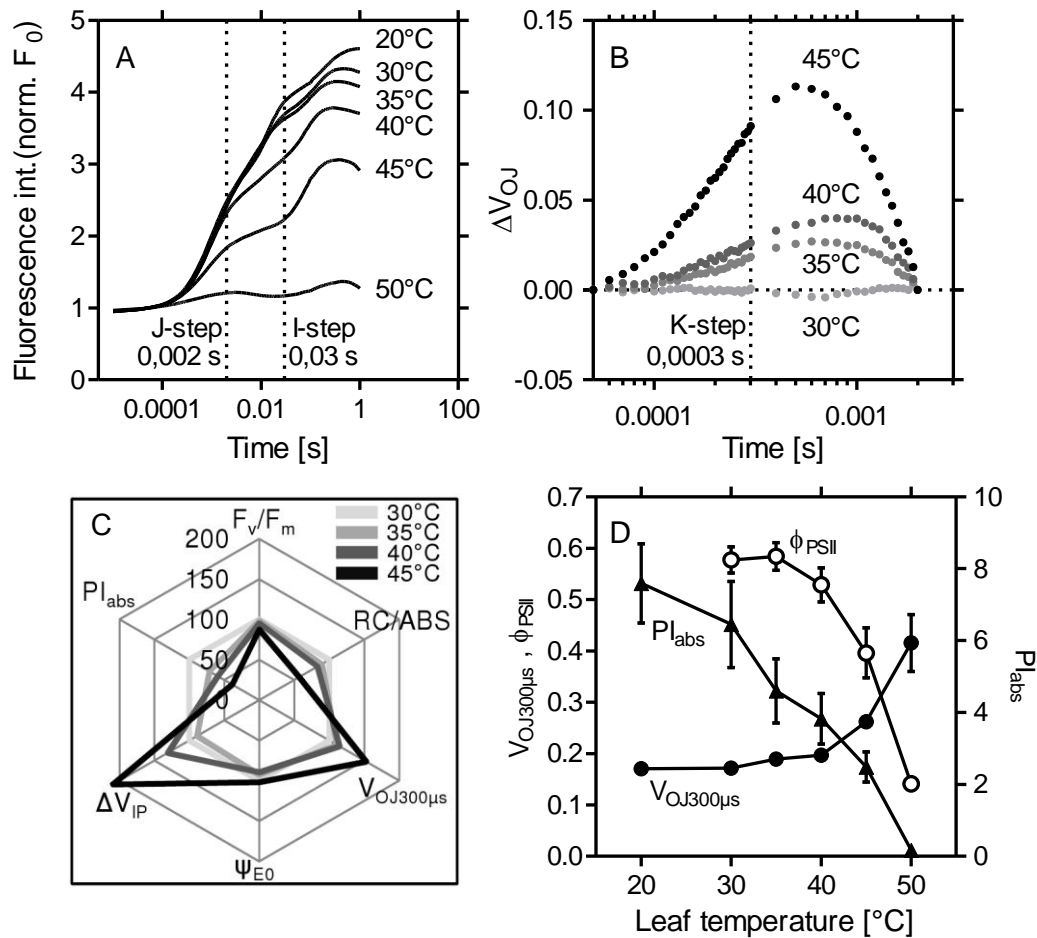 A
Fluorescence int.(norm. F0)
5
4
3
2
1
0
20°C
30°C
35°C
40°C
45°C
50°C
J-step
0,002 s
I-step
0,03 s
0.0001
0.01
1
100
Time [s]
B
ΔVOJ
0.15
0.10
0.05
0.00
-0.05
45°C
40°C
35°C
30°C
K-step
0,0003 s
0.0001
0.001
Time [s]
C
Fv/Fm
30°C
35°C
40°C
45°C
200
150
100
50
0
PIabs
RC/ABS
VOJ300µs
ΔVIP
ΨE0
D
VOJ300µs , ϕPSII
0.7
0.6
0.5
0.4
0.3
0.2
0.1
0.0
ϕPSII
PIabs
VOJ300µs
10
8
6
4
2
0
PIabs
20
30
40
50
Leaf temperature [°C]